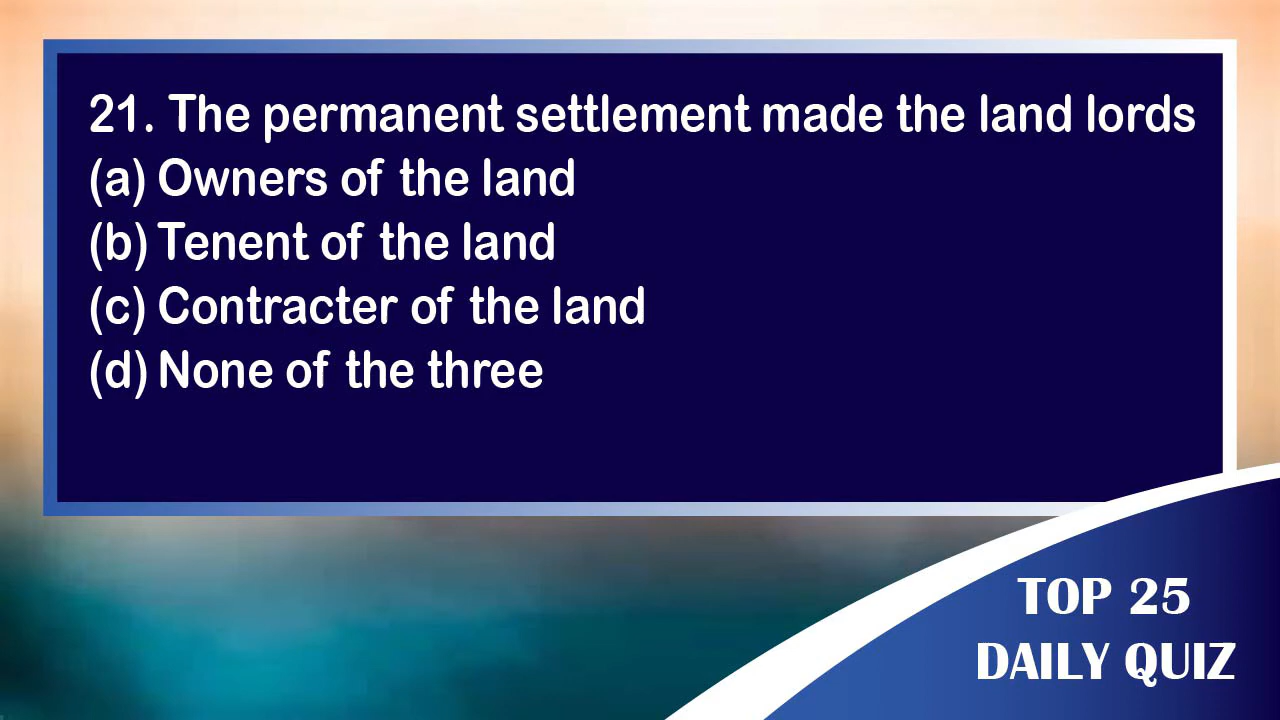 21. The permanent settlement made the land lords
(a) Owners of the land
(b) Tenent of the land
(c) Contracter of the land
(d) None of the three
TOP 25
DAILY QUIZ